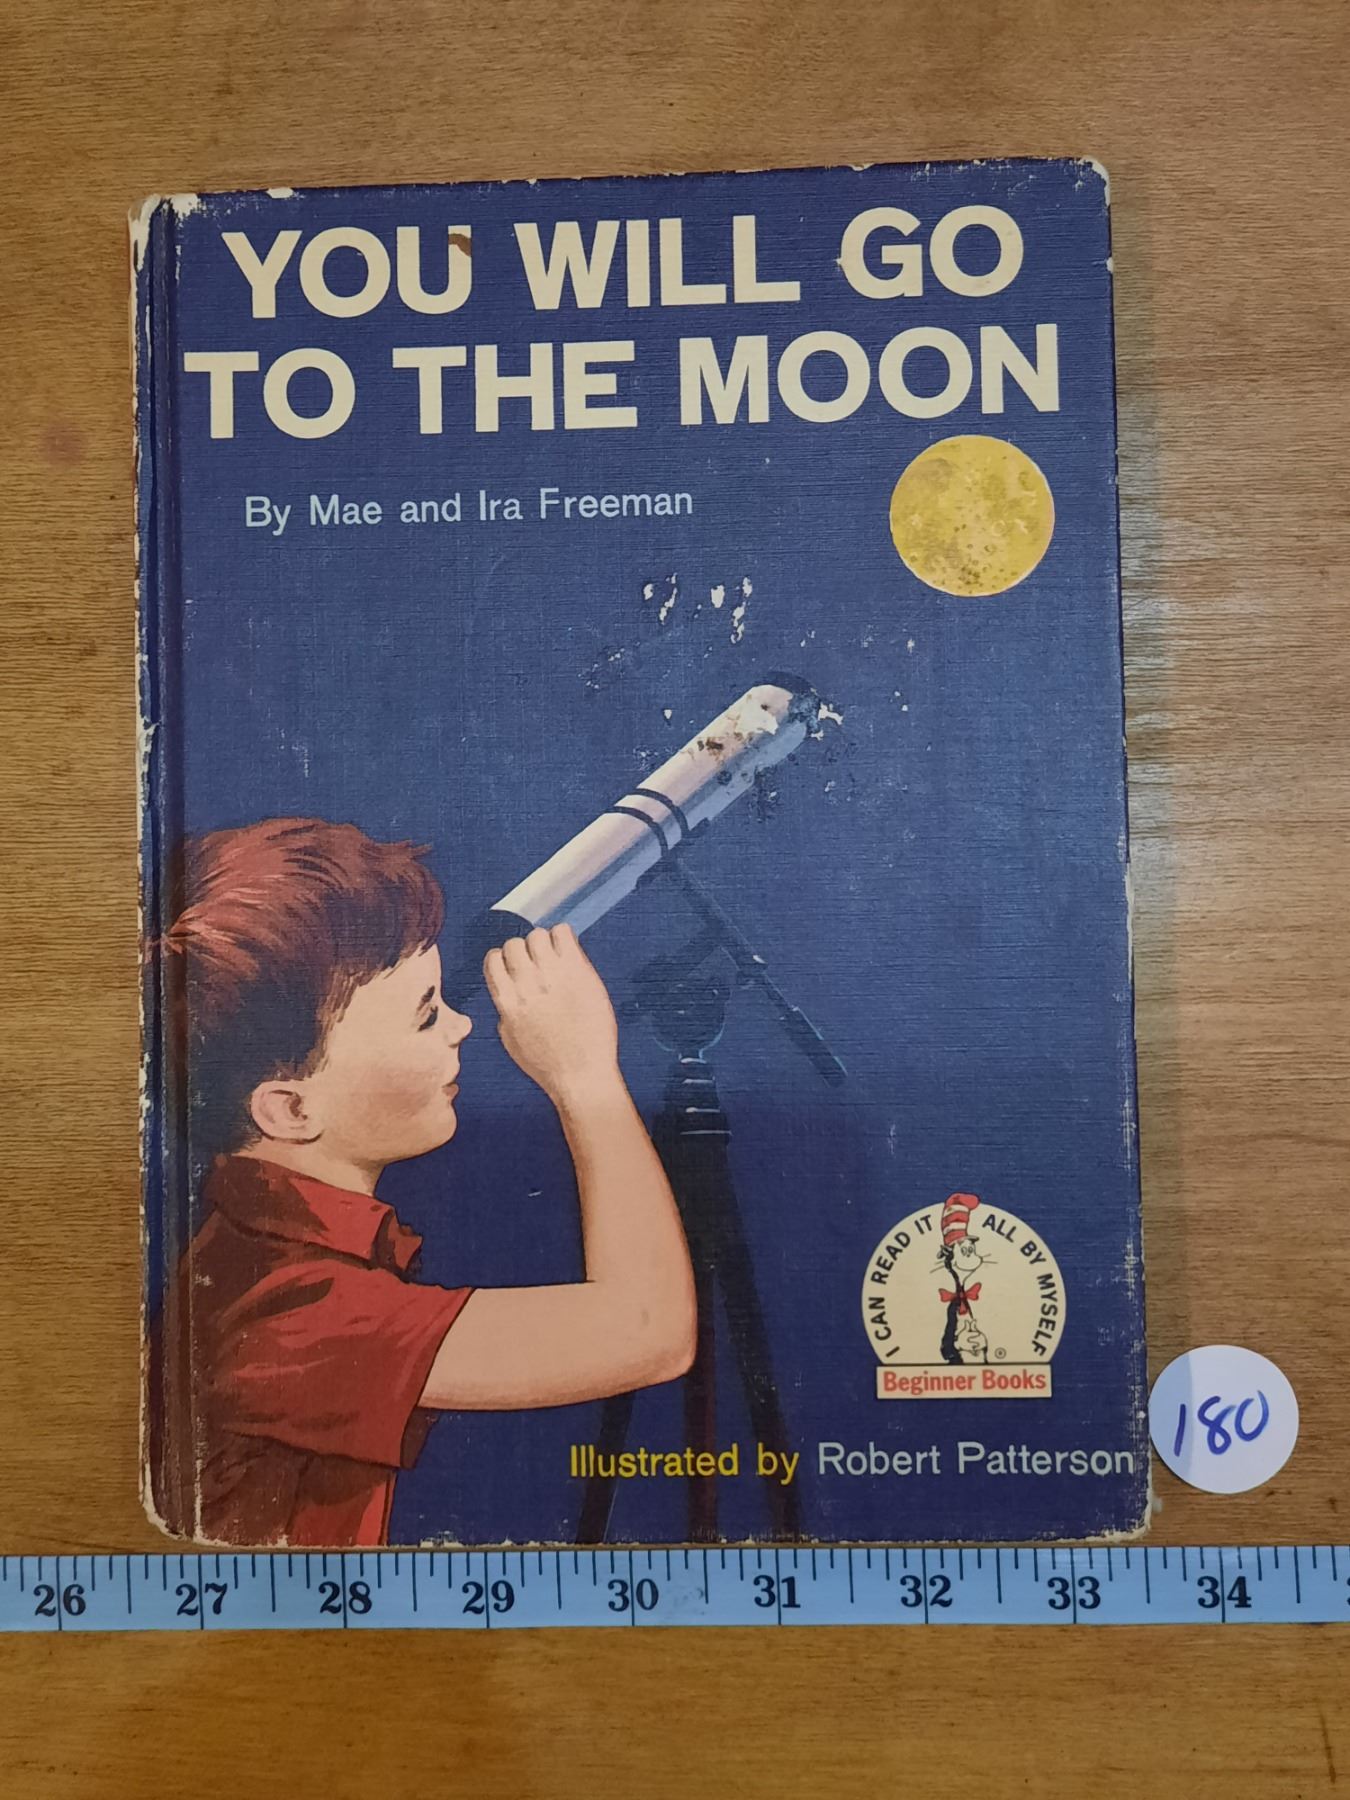 YOU WILL GO
TO THE MOON
By Mae and Ira Freeman
I CAN READ IT ALL BY MYSELF
®
Beginner Books
180
Illustrated by Robert Patterson
26 27 28 29 30 31 32 33 34